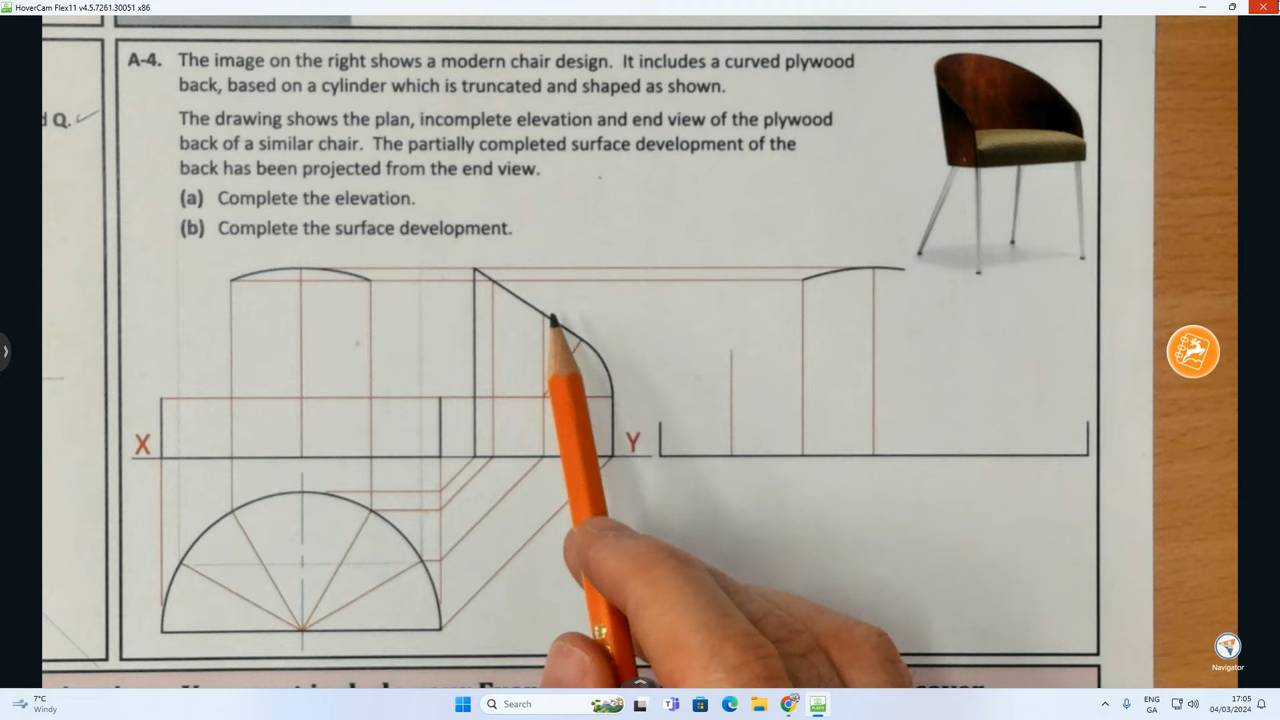 HoverCam Flex11 v4.5.7261.30051 x86
d Q.
A-4. The image on the right shows a modern chair design. It includes a curved plywood
back, based on a cylinder which is truncated and shaped as shown.
The drawing shows the plan, incomplete elevation and end view of the plywood
back of a similar chair. The partially completed surface development of the
back has been projected from the end view.
(a) Complete the elevation.
(b) Complete the surface development.
X
Y
Navigator
7°C
Windy
Search
ENG
GA
17:05
04/03/2024